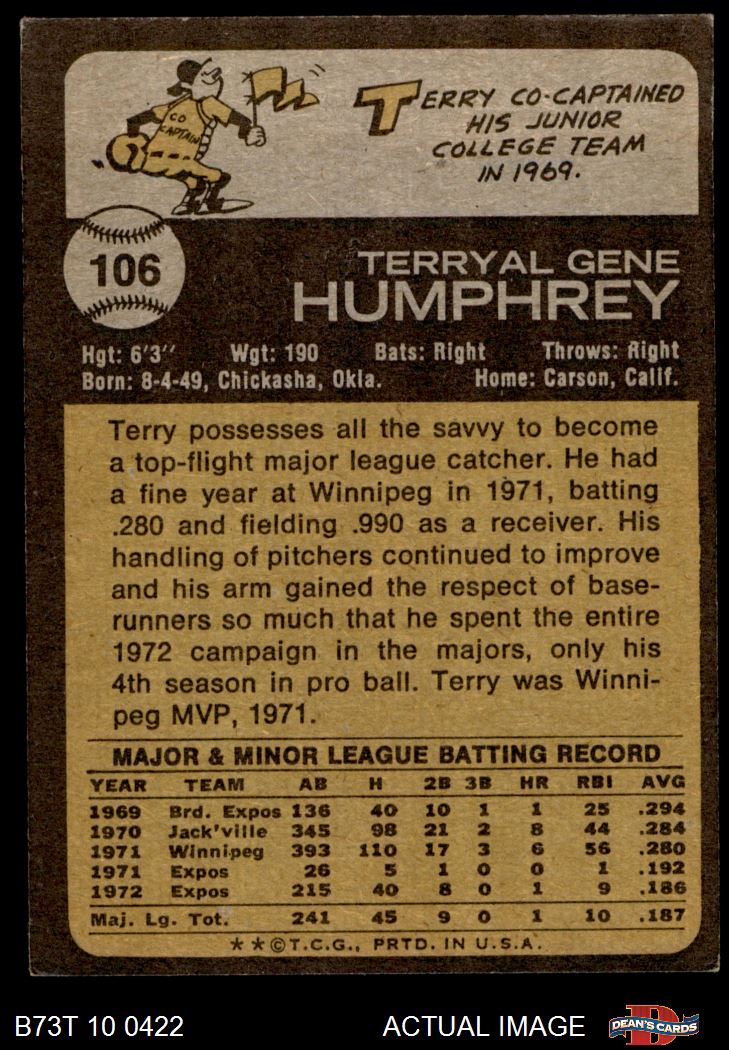 CO
CAPTAIN
TERRY CO-CAPTAINED
HIS JUNIOR
COLLEGE TEAM
IN 1969.
106
TERRYAL GENE
HUMPHREY
Hgt: 6'3" Wgt: 190 Bats: Right Throws: Right
Born: 8-4-49, Chickasha, Okla. Home: Carson, Calif.
Terry possesses all the savvy to become
a top-flight major league catcher. He had
a fine year at Winnipeg in 1971, batting
.280 and fielding .990 as a receiver. His
handling of pitchers continued to improve
and his arm gained the respect of base-
runners so much that he spent the entire
1972 campaign in the majors, only his
4th season in pro ball. Terry was Winni-
peg MVP, 1971.
MAJOR & MINOR LEAGUE BATTING RECORD
YEAR TEAM AB H 2B 3B HR RBI AVG
1969 Brd. Expos 136 40 10 1 1 25 .294
1970 Jack'ville 345 98 21 2 8 44 .284
1971 Winnipeg 393 110 17 3 6 56 .280
1971 Expos 26 5 1 0 0 1 .192
1972 Expos 215 40 8 0 1 9 .186
Maj. Lg. Tot. 241 45 9 0 1 10 .187
★ ★ © T.C.G., PRTD. IN U.S.A.
B73T 10 0422 ACTUAL IMAGE D DEAN'S CARDS